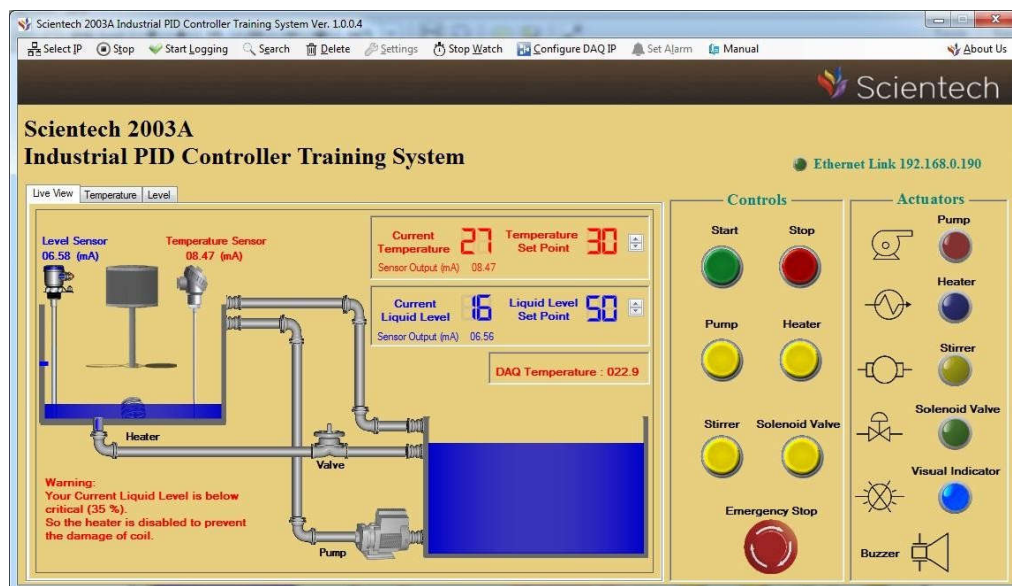 Scientech 2003A Industrial PID Controller Training System Ver. 1.0.0.4
Select IP Stop Start Logging Search Delete Settings Stop Watch Configure DAQ IP Set Alarm Manual About Us
Scientech
Scientech 2003A
Industrial PID Controller Training System
Ethernet Link 192.168.0.190
Live View Temperature Level
Level Sensor
06.58 (mA)
Temperature Sensor
08.47 (mA)
Current
Temperature 27
Temperature
Set Point 30
Sensor Output (mA) 08.47
Current
Liquid Level 16
Liquid Level
Set Point 50
Sensor Output (mA) 06.56
DAQ Temperature : 022.9
Heater
Valve
Warning:
Your Current Liquid Level is below
critical (35 %).
So the heater is disabled to prevent
the damage of coil.
Pump
Controls
Start Stop
Pump Heater
Stirrer Solenoid Valve
Emergency Stop
Actuators
Pump
Heater
Stirrer
Solenoid Valve
Visual Indicator
Buzzer